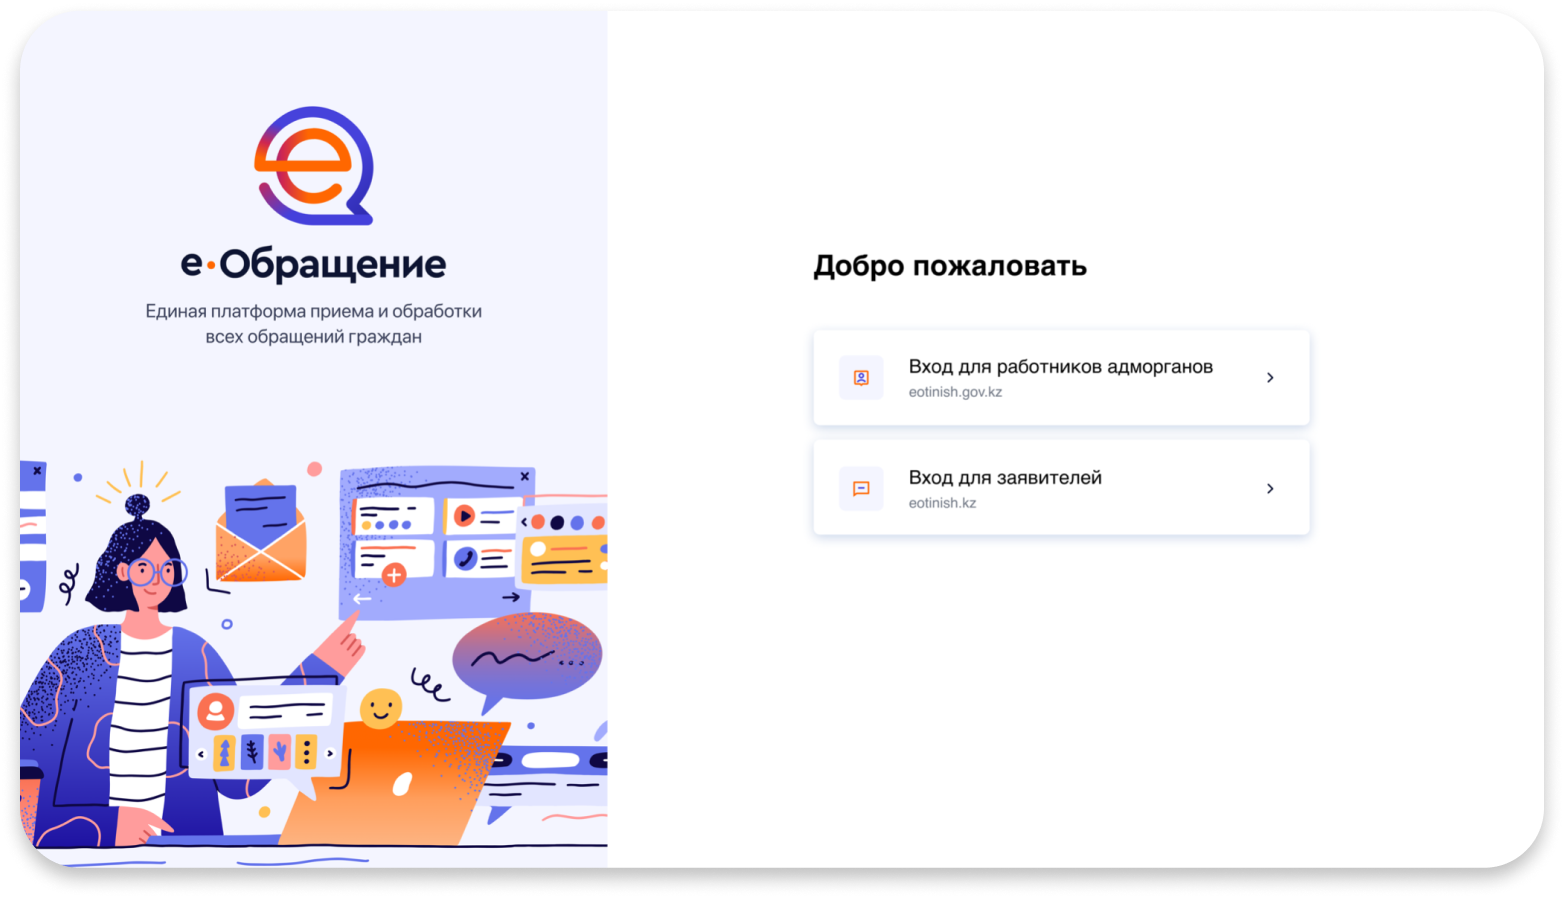 е·Обращение
Единая платформа приема и обработки
всех обращений граждан
Добро пожаловать
Вход для работников адморганов
eotinish.gov.kz
Вход для заявителей
eotinish.kz